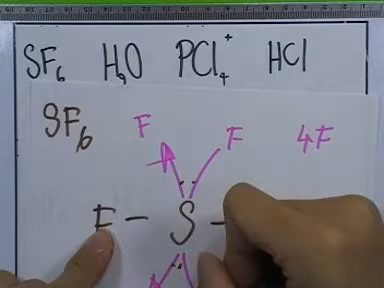 SF₆ H₂O PCl₄⁺ HCl
SF₆ F F 4F
F – S –